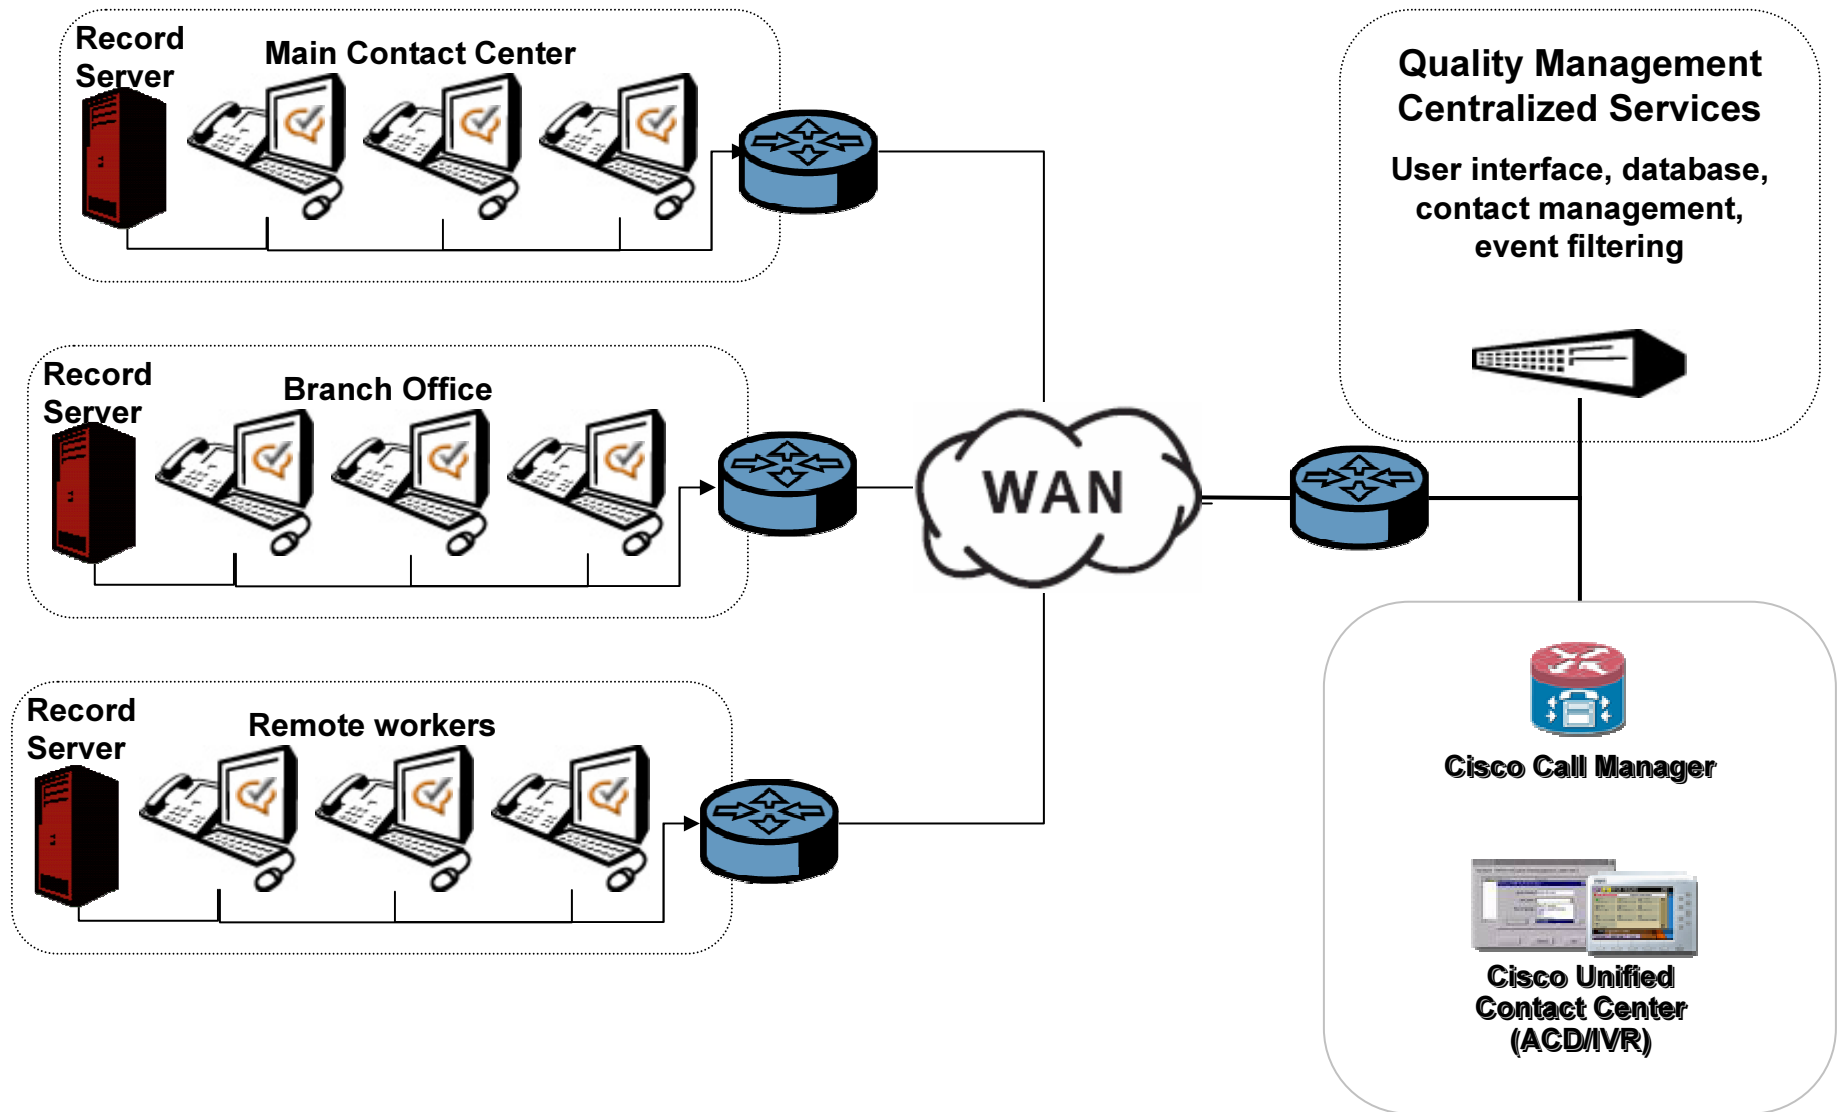 Record
Server
Main Contact Center
Quality Management
Centralized Services
User interface, database,
contact management,
event filtering
Record
Server
Branch Office
WAN
Record
Server
Remote workers
Cisco Call Manager
Cisco Unified
Contact Center
(ACD/IVR)